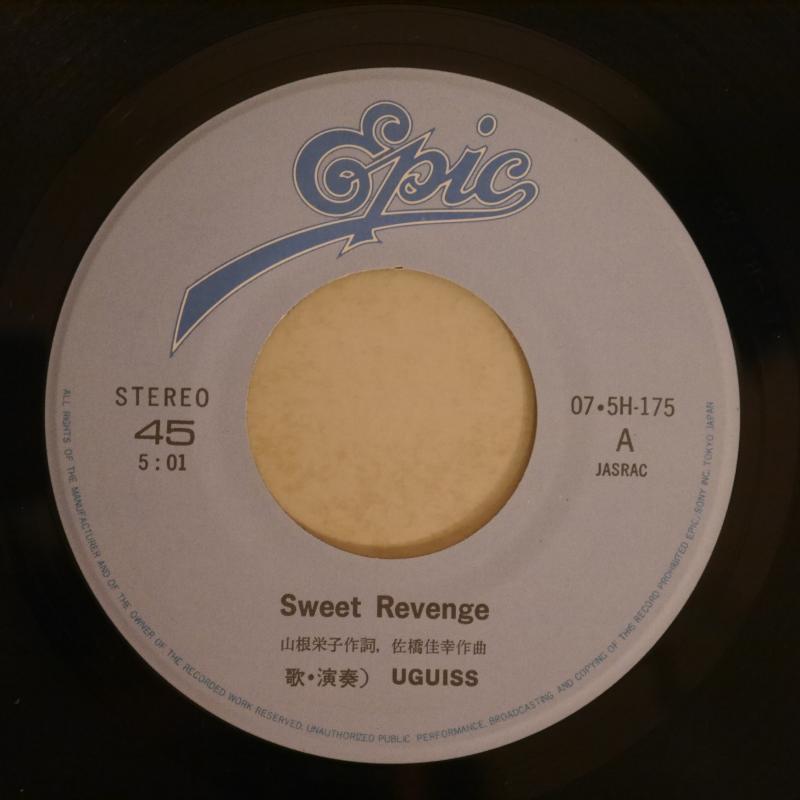 Epic
STEREO
45
5:01
07・5H-175
A
JASRAC
Sweet Revenge
山根栄子作詞, 佐橋佳幸作曲
歌・演奏) UGUISS
ALL RIGHTS OF THE MANUFACTURER AND OF THE OWNER OF THE RECORDED WORK RESERVED. UNAUTHORIZED PUBLIC PERFORMANCE, BROADCASTING AND COPYING OF THIS RECORD PROHIBITED EPIC/SONY INC. TOKYO JAPAN